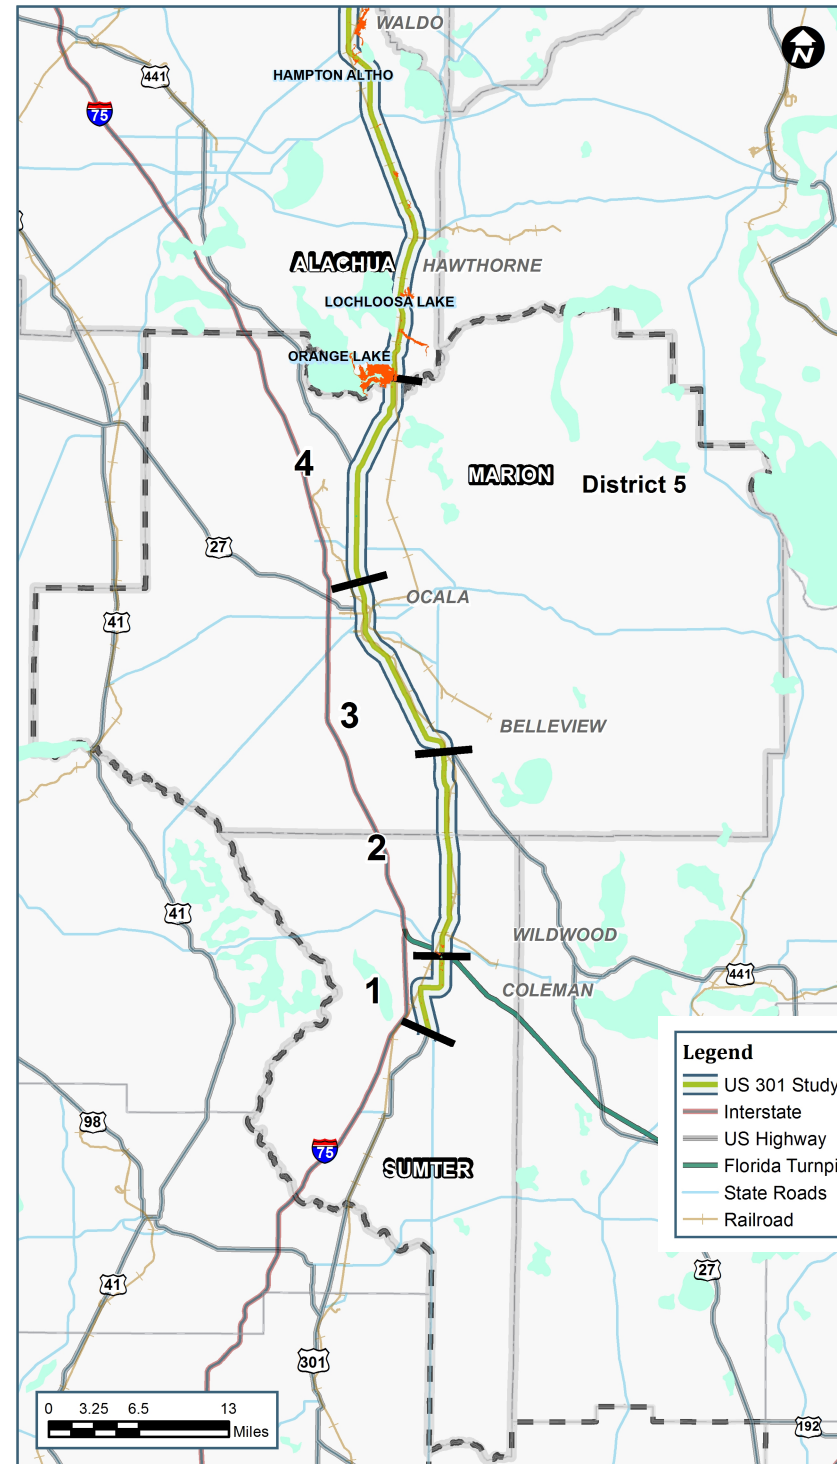 WALDO
441
HAMPTON ALTHO
75
ALACHUA
HAWTHORNE
LOCHLOOSA LAKE
ORANGE LAKE
4
MARION
District 5
27
OCALA
41
3
BELLEVIEW
2
41
WILDWOOD
441
1
COLEMAN
Legend
US 301 Study
Interstate
98
US Highway
75
Florida Turnpi
SUMTER
State Roads
Railroad
27
41
301
0 3.25 6.5 13
Miles
192
N